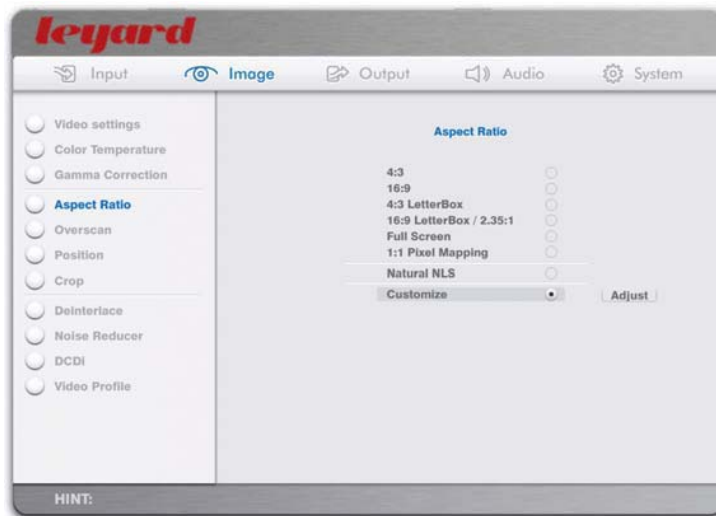 leyard
Input Image Output Audio System
Video settings
Color Temperature
Gamma Correction
Aspect Ratio
Overscan
Position
Crop
Deinterlace
Noise Reducer
DCDi
Video Profile
Aspect Ratio
4:3
16:9
4:3 LetterBox
16:9 LetterBox / 2.35:1
Full Screen
1:1 Pixel Mapping
Natural NLS
Customize Adjust
HINT: